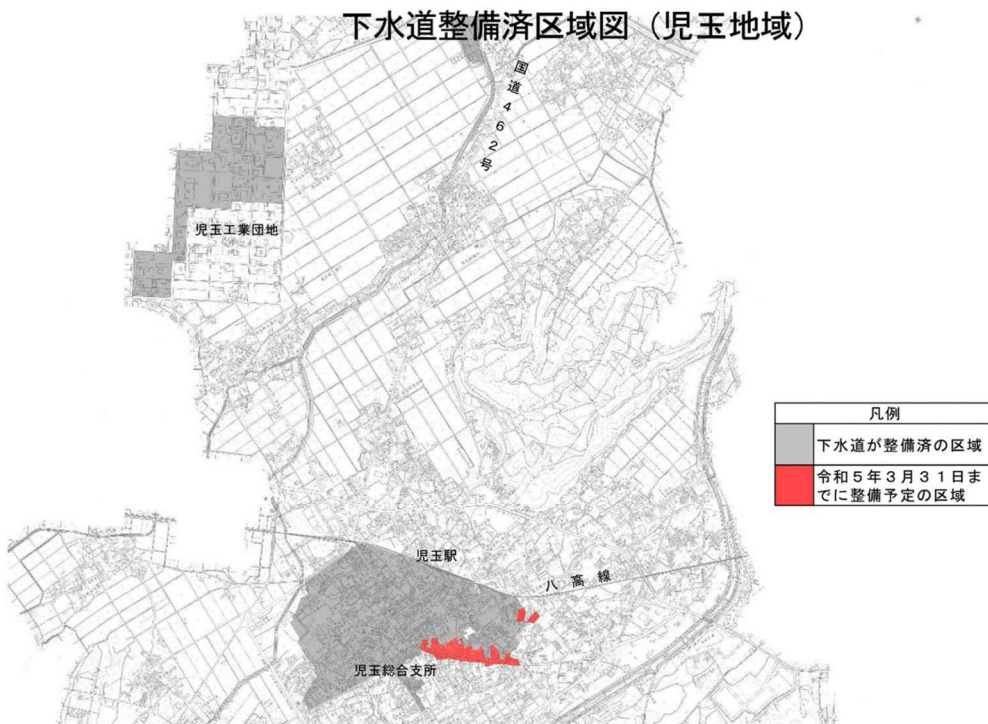 下水道整備済区域図（児玉地域）
国道４６２号
児玉工業団地
凡例
下水道が整備済の区域
令和５年３月３１日ま
でに整備予定の区域
児玉駅
八高線
児玉総合支所